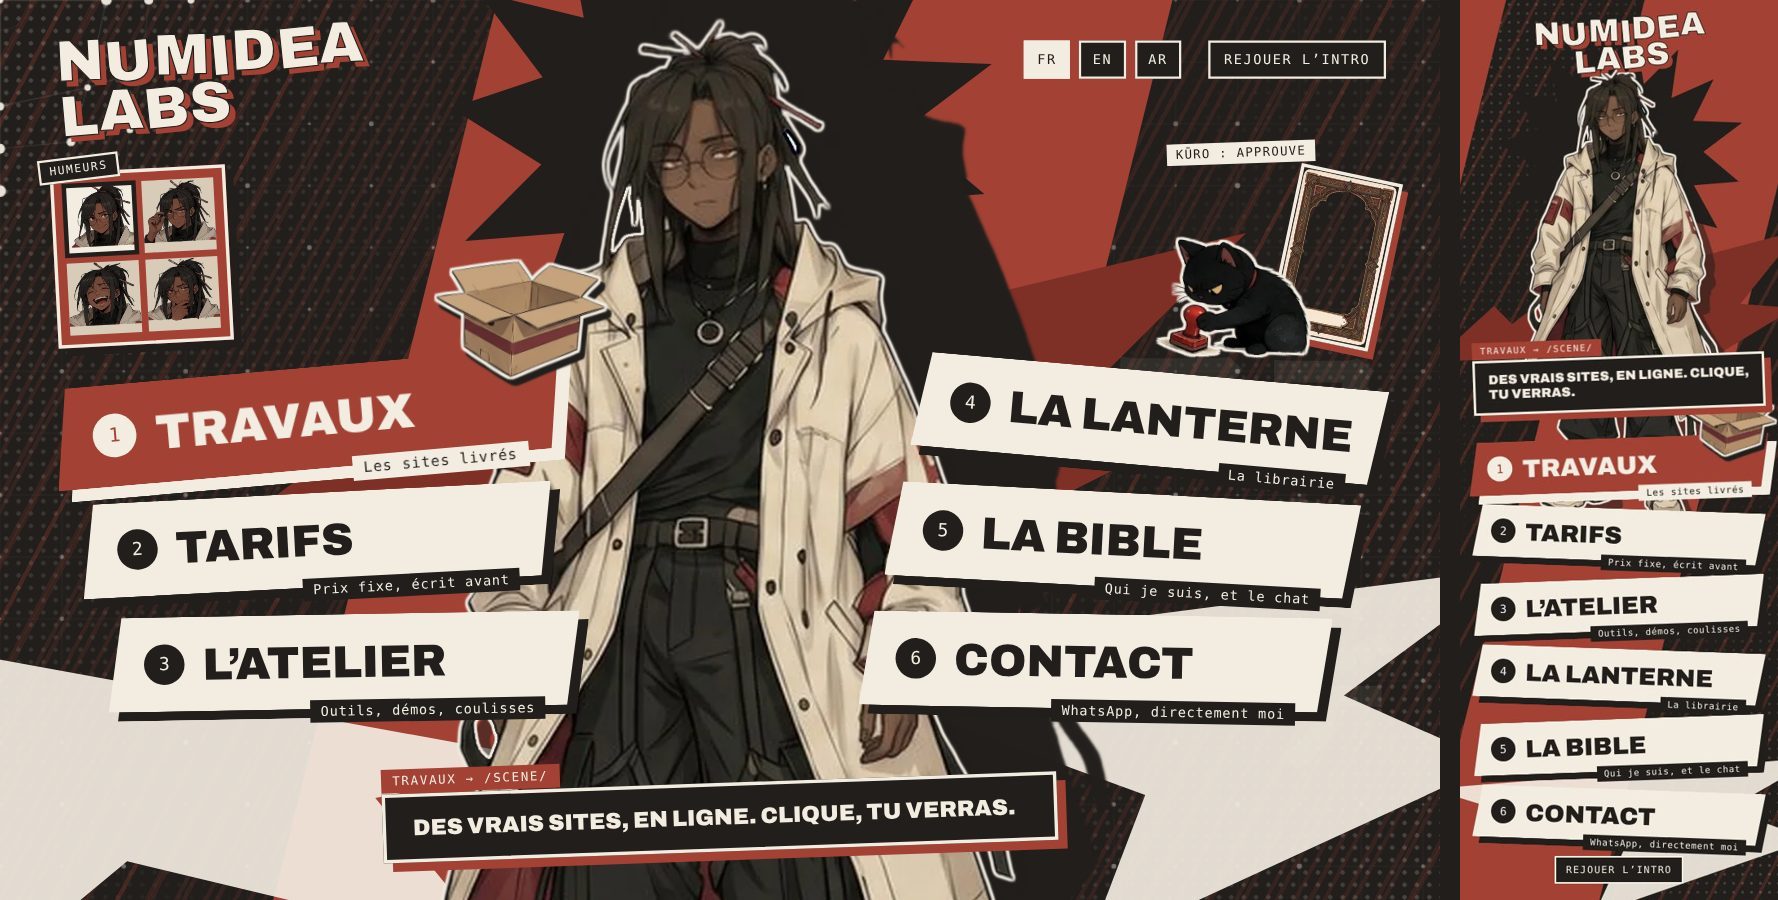 NUMIDEA
LABS
HUMEURS
FR
EN
AR
REJOUER L’INTRO
KŪRO : APPROUVE
1 TRAVAUX
Les sites livrés
2 TARIFS
Prix fixe, écrit avant
3 L’ATELIER
Outils, démos, coulisses
4 LA LANTERNE
La librairie
5 LA BIBLE
Qui je suis, et le chat
6 CONTACT
WhatsApp, directement moi
TRAVAUX → /SCENE/
DES VRAIS SITES, EN LIGNE. CLIQUE, TU VERRAS.
NUMIDEA
LABS
TRAVAUX → /SCENE/
DES VRAIS SITES, EN LIGNE. CLIQUE,
TU VERRAS.
1 TRAVAUX
Les sites livrés
2 TARIFS
Prix fixe, écrit avant
3 L’ATELIER
Outils, démos, coulisses
4 LA LANTERNE
La librairie
5 LA BIBLE
Qui je suis, et le chat
6 CONTACT
WhatsApp, directement moi
REJOUER L’INTRO